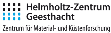 Helmholtz-Zentrum
Geesthacht
Zentrum für Material- und Küstenforschung